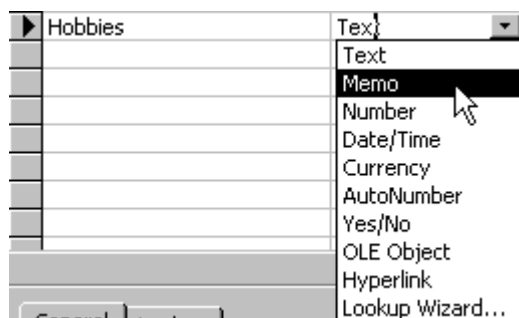 Hobbies
Text
Text
Memo
Number
Date/Time
Currency
AutoNumber
Yes/No
OLE Object
Hyperlink
Lookup Wizard...
General